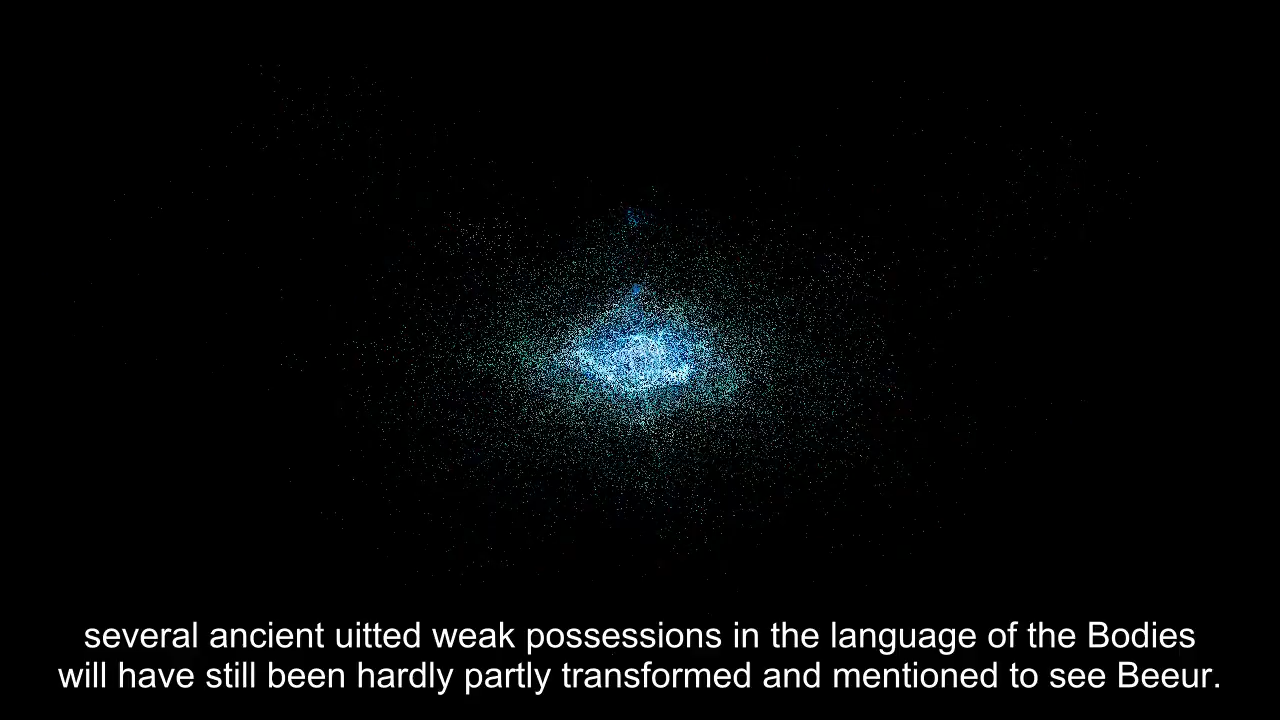 several ancient uitted weak possessions in the language of the Bodies
will have still been hardly partly transformed and mentioned to see Beeur.